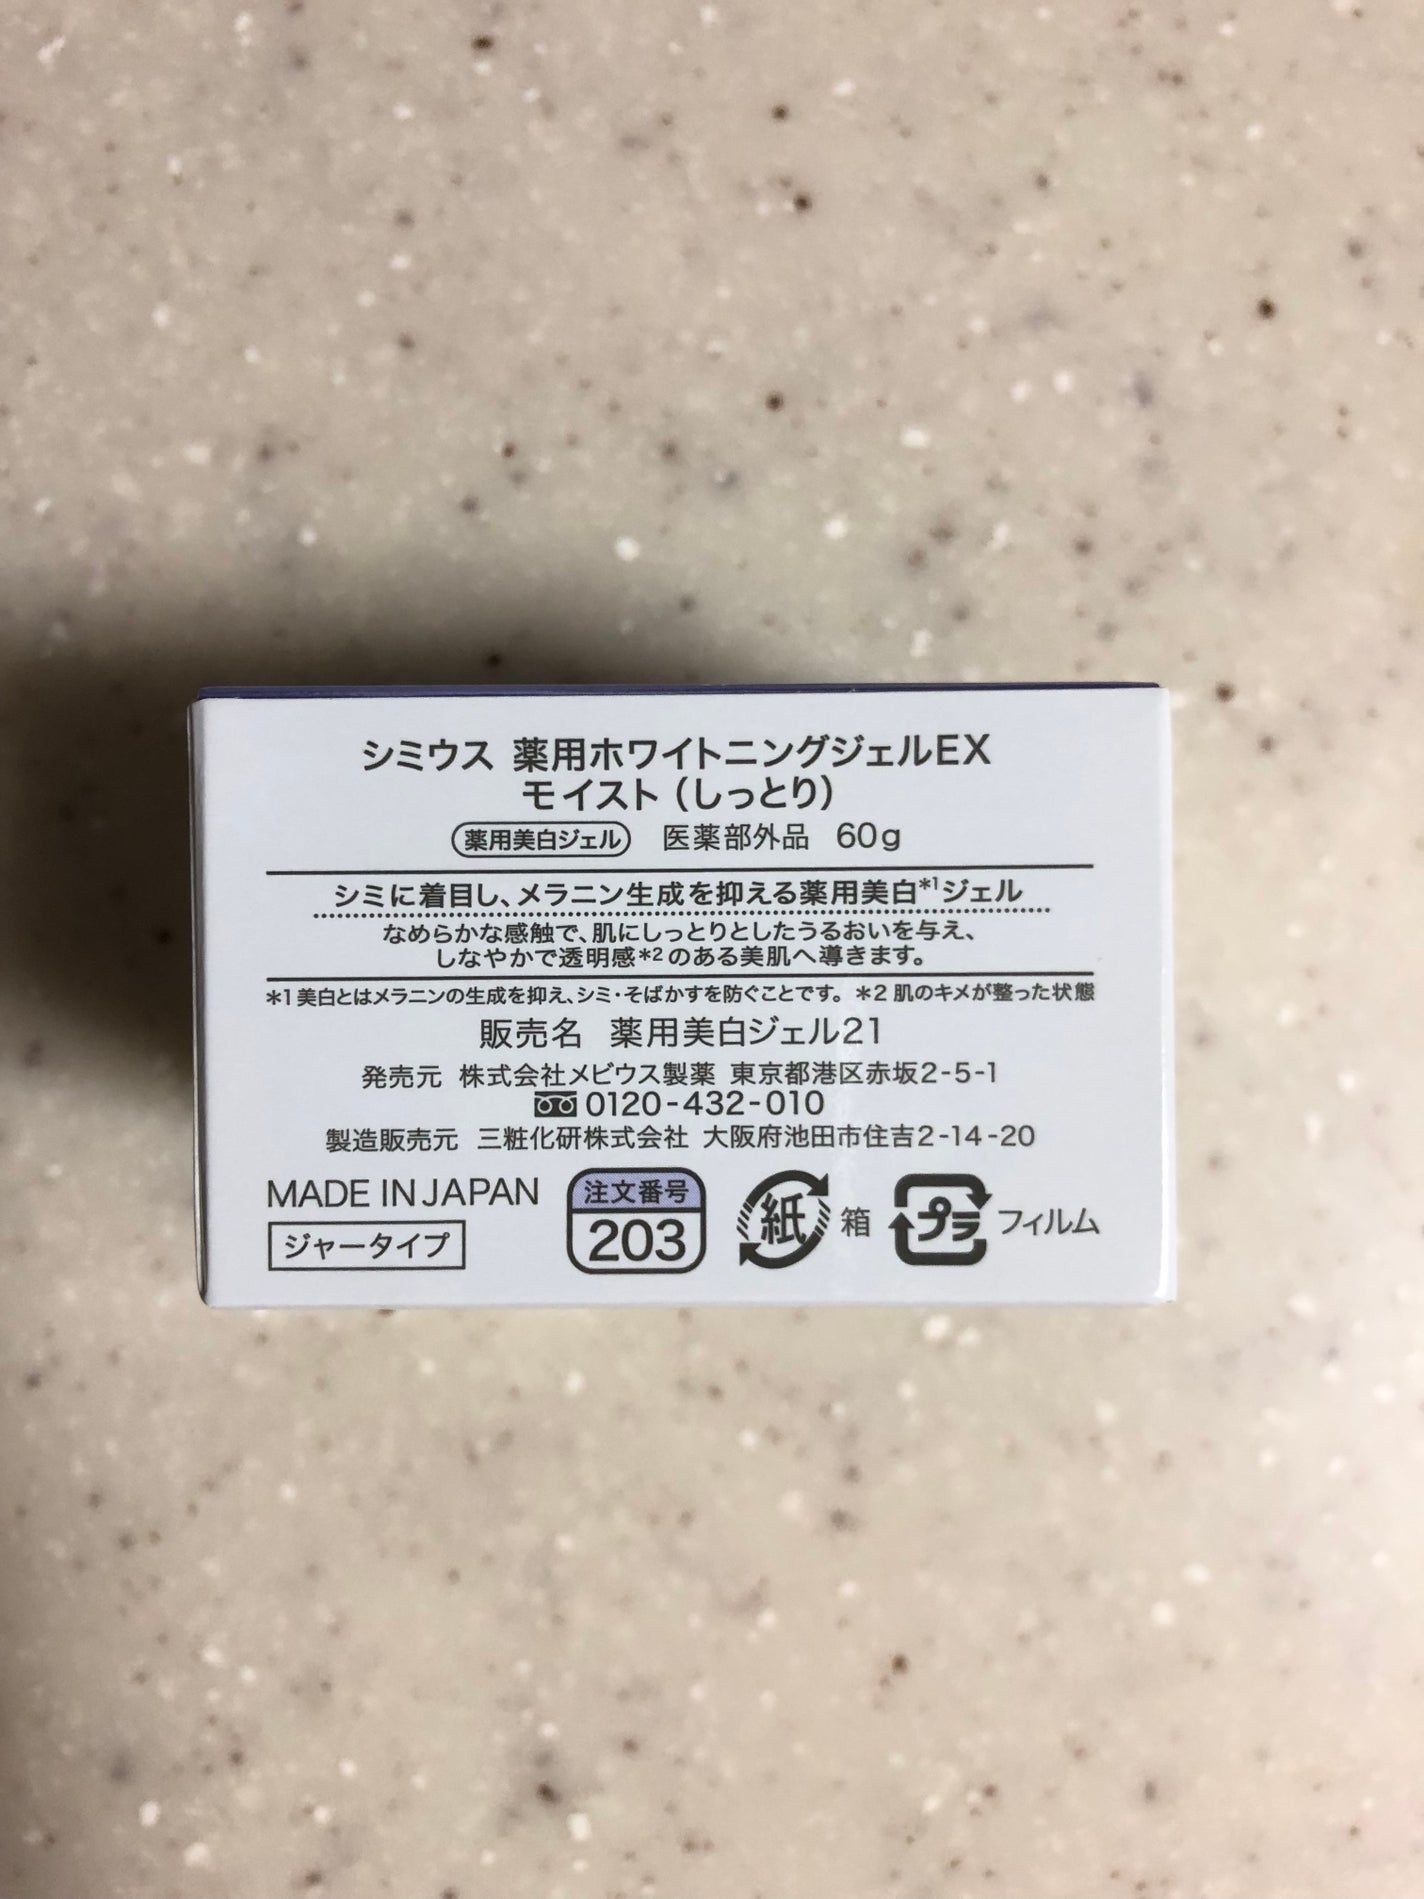 シミウス 薬用ホワイトニングジェルEX
モイスト（しっとり）
薬用美白ジェル 医薬部外品 60g
シミに着目し、メラニン生成を抑える薬用美白*1ジェル
なめらかな感触で、肌にしっとりとしたうるおいを与え、
しなやかで透明感*2のある美肌へ導きます。
*1 美白とはメラニンの生成を抑え、シミ・そばかすを防ぐことです。 *2 肌のキメが整った状態
販売名 薬用美白ジェル21
発売元 株式会社メビウス製薬 東京都港区赤坂2-5-1
0120-432-010
製造販売元 三粧化研株式会社 大阪府池田市住吉2-14-20
MADE IN JAPAN
ジャータイプ
注文番号
203
紙 箱
プラ フィルム